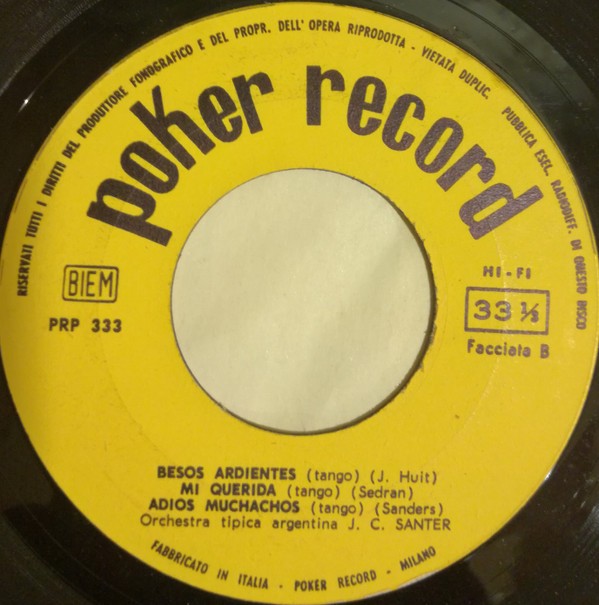 RISERVATI TUTTI I DIRITTI DEL PRODUTTORE FONOGRAFICO E DEL PROPR. DELL'OPERA RIPRODOTTA - VIETATA DUPLIC. PUBBLICA ESEC. RADIODIFF. DI QUESTO DISCO
poker record
BIEM
PRP 333
HI-FI
33 ⅓
Facciata B
BESOS ARDIENTES (tango) (J. Huit)
MI QUERIDA (tango) (Sedran)
ADIOS MUCHACHOS (tango) (Sanders)
Orchestra tipica argentina J. C. SANTER
FABBRICATO IN ITALIA - POKER RECORD - MILANO